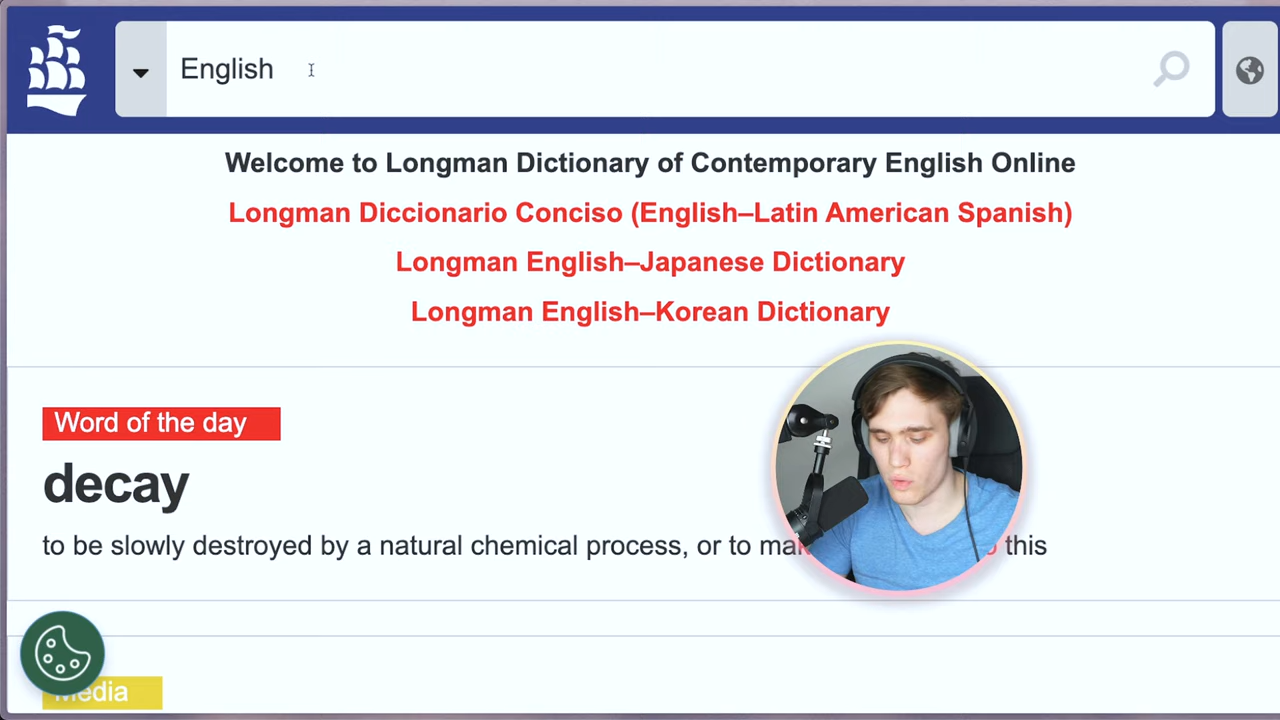 English
Welcome to Longman Dictionary of Contemporary English Online
Longman Diccionario Conciso (English–Latin American Spanish)
Longman English–Japanese Dictionary
Longman English–Korean Dictionary
Word of the day
decay
to be slowly destroyed by a natural chemical process, or to this
Media